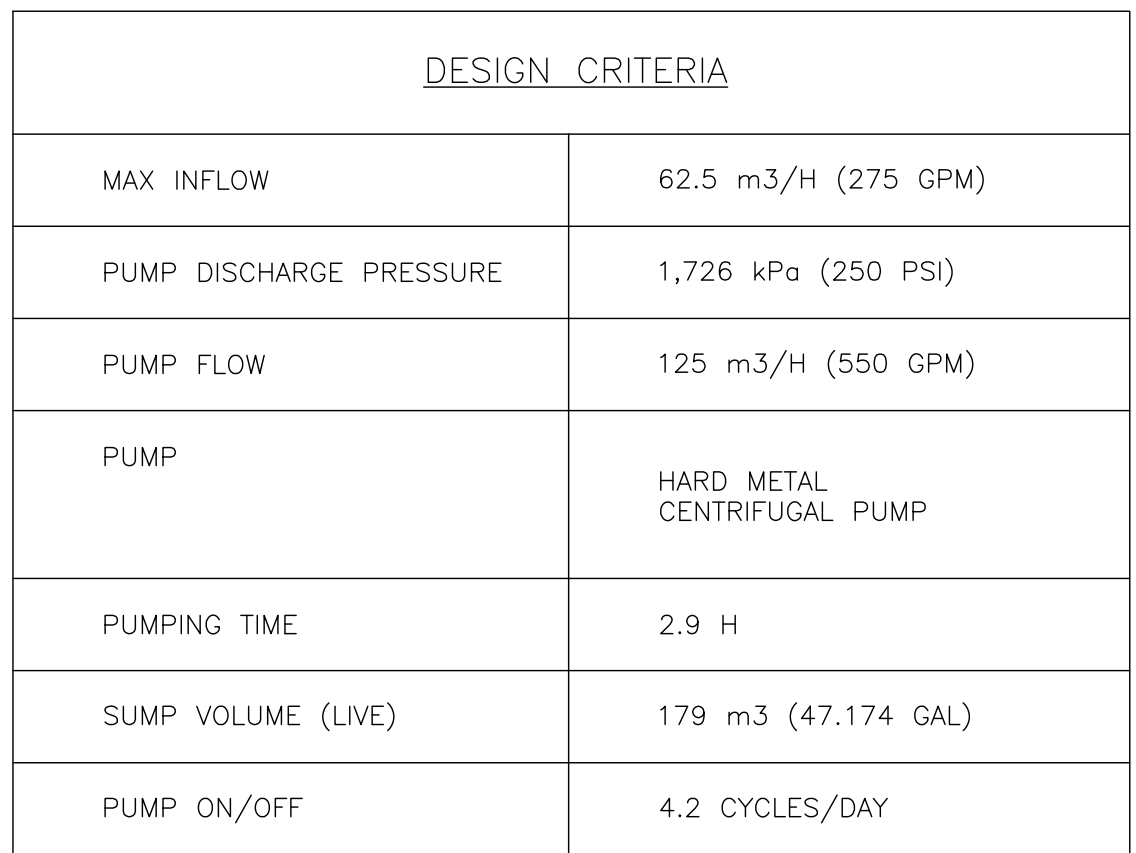 DESIGN CRITERIA
MAX INFLOW
62.5 m3/H (275 GPM)
PUMP DISCHARGE PRESSURE
1,726 kPa (250 PSI)
PUMP FLOW
125 m3/H (550 GPM)
PUMP
HARD METAL
CENTRIFUGAL PUMP
PUMPING TIME
2.9 H
SUMP VOLUME (LIVE)
179 m3 (47.174 GAL)
PUMP ON/OFF
4.2 CYCLES/DAY